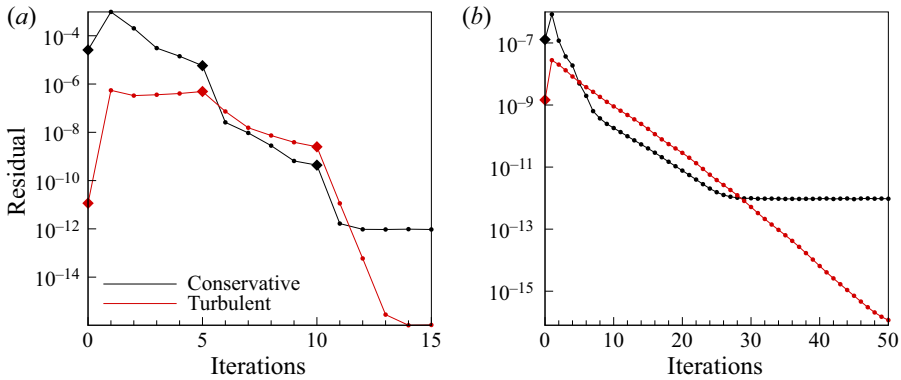 (a)
(b)
Residual
10⁻⁴
10⁻⁶
10⁻⁸
10⁻¹⁰
10⁻¹²
10⁻¹⁴
Conservative
Turbulent
0 5 10 15
Iterations
10⁻⁷
10⁻⁹
10⁻¹¹
10⁻¹³
10⁻¹⁵
0 10 20 30 40 50
Iterations